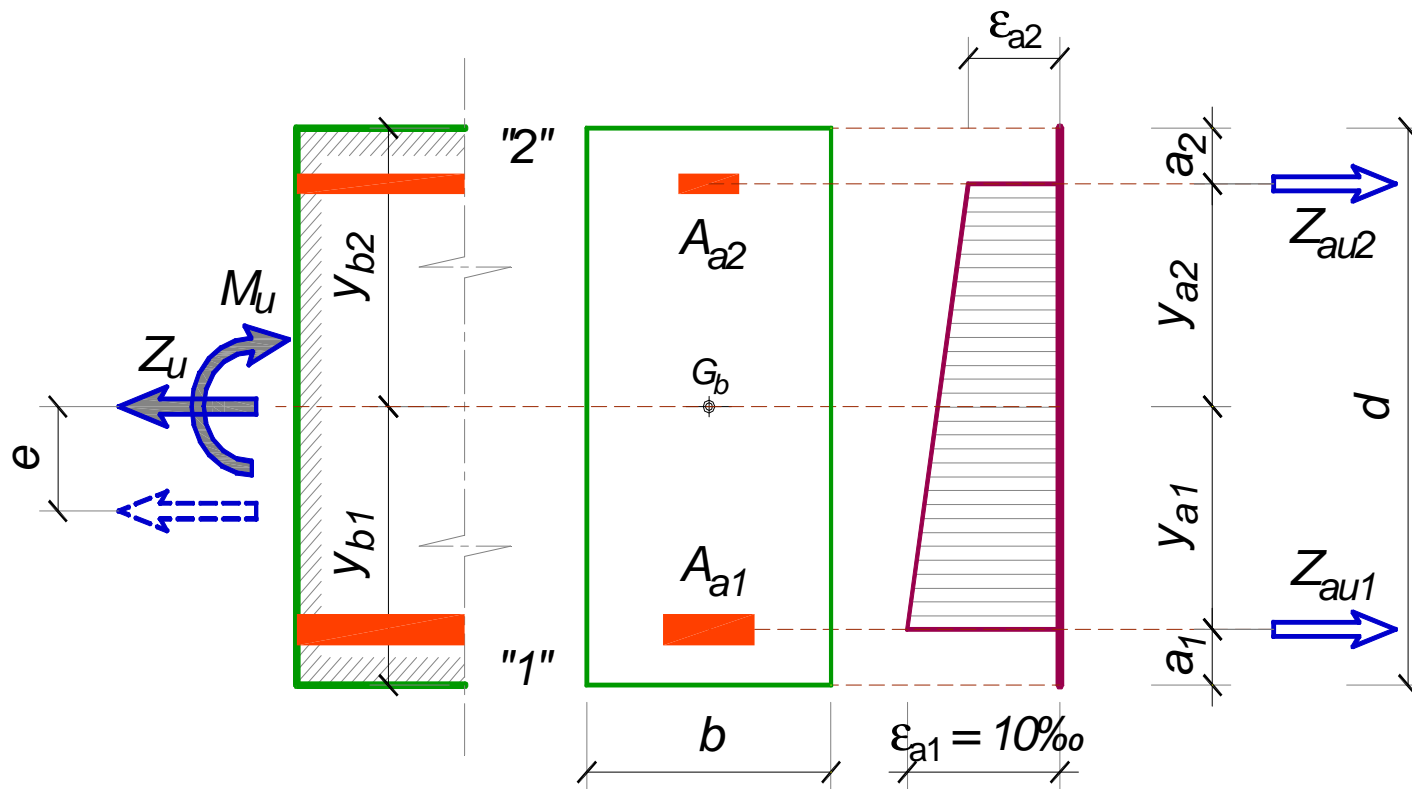 εa2
"2"
a2
yb2
Aa2
Zau2
Mu
ya2
Zu
Gb
d
e
yb1
Aa1
ya1
Zau1
"1"
a1
b
εa1 = 10‰